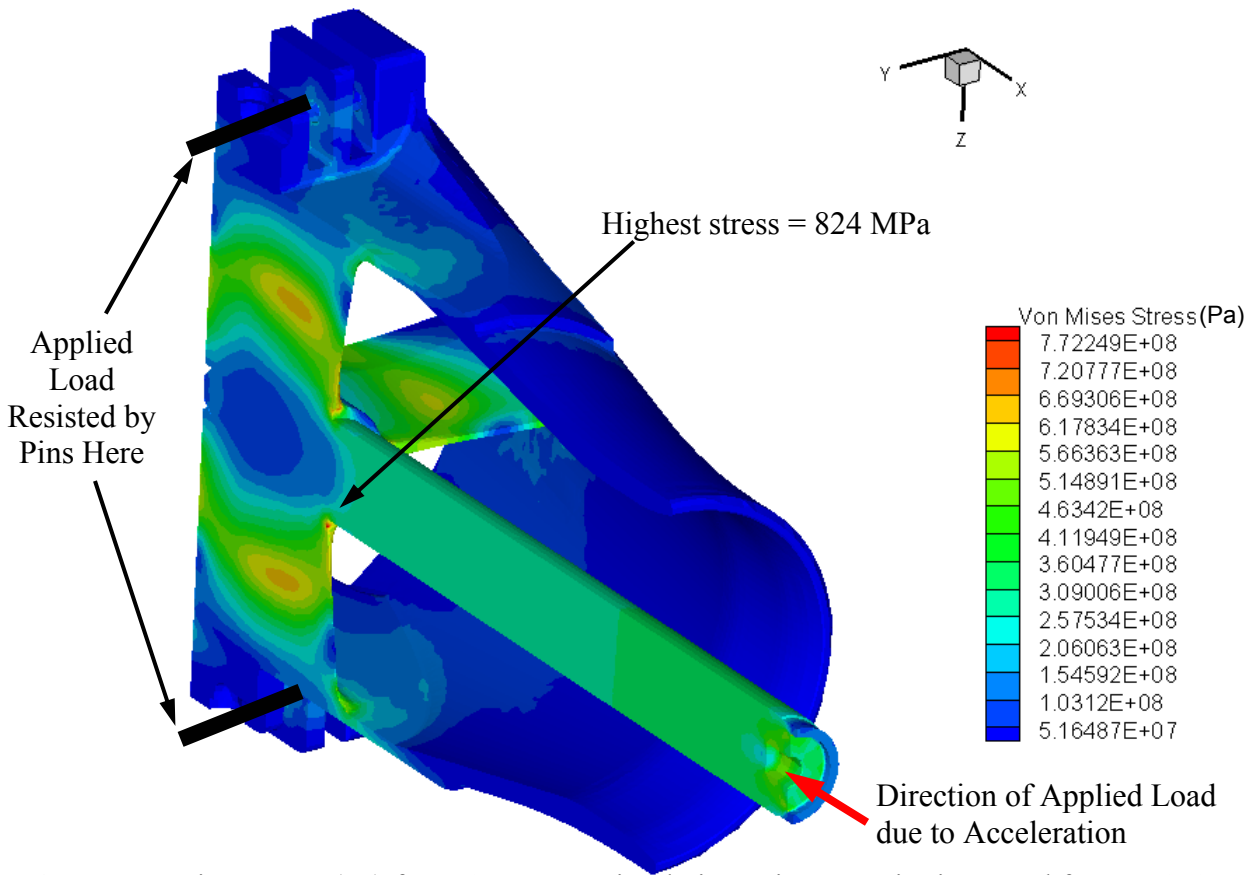 Y
X
Z
Highest stress = 824 MPa
Applied
Load
Resisted by
Pins Here
Von Mises Stress (Pa)
7.72249E+08
7.20777E+08
6.69306E+08
6.17834E+08
5.66363E+08
5.14891E+08
4.6342E+08
4.11949E+08
3.60477E+08
3.09006E+08
2.57534E+08
2.06063E+08
1.54592E+08
1.0312E+08
5.16487E+07
Direction of Applied Load
due to Acceleration